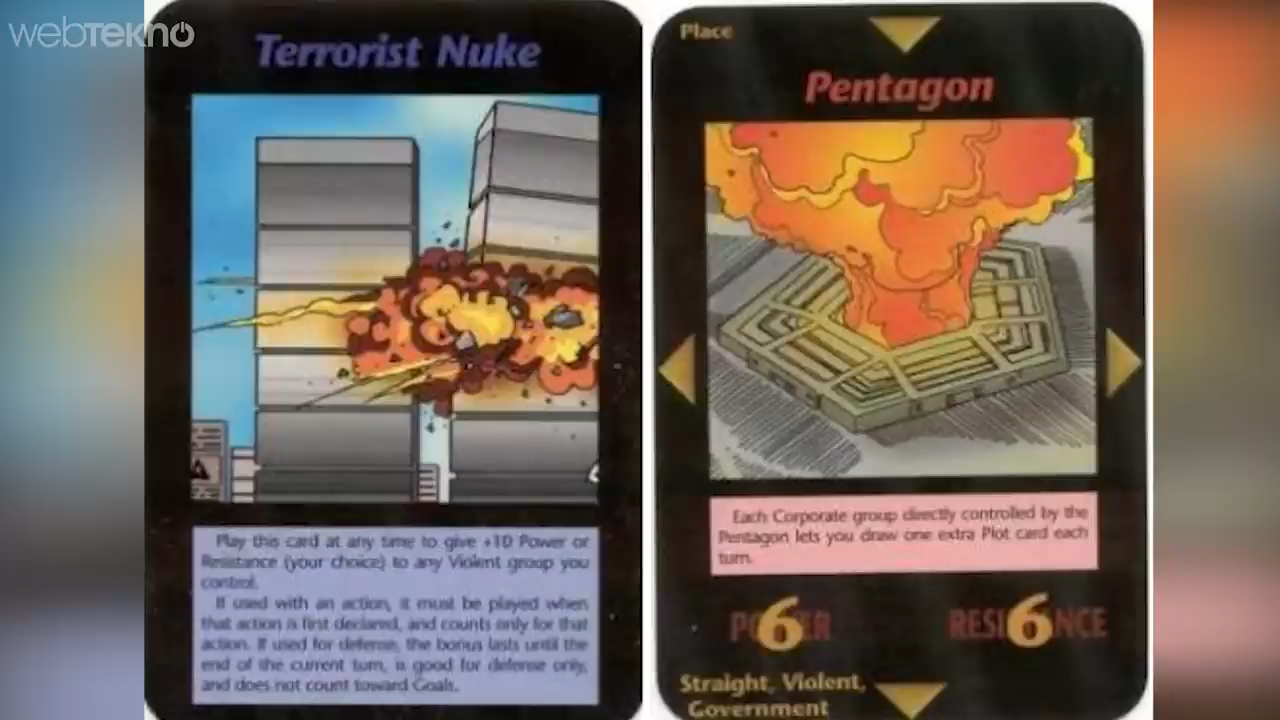 webtekno
Terrorist Nuke
Play this card at any time to give +10 Power or
Resistance (your choice) to any Violent group you
control.
If used with an action, it must be played when
that action is first declared, and counts only for that
action. If used for defense, the bonus lasts until the
end of the current turn, is good for defense only,
and does not count toward Goals.
Place
Pentagon
Each Corporate group directly controlled by the
Pentagon lets you draw one extra Plot card each
turn.
POWER 6
RESISTANCE 6
Straight, Violent,
Government